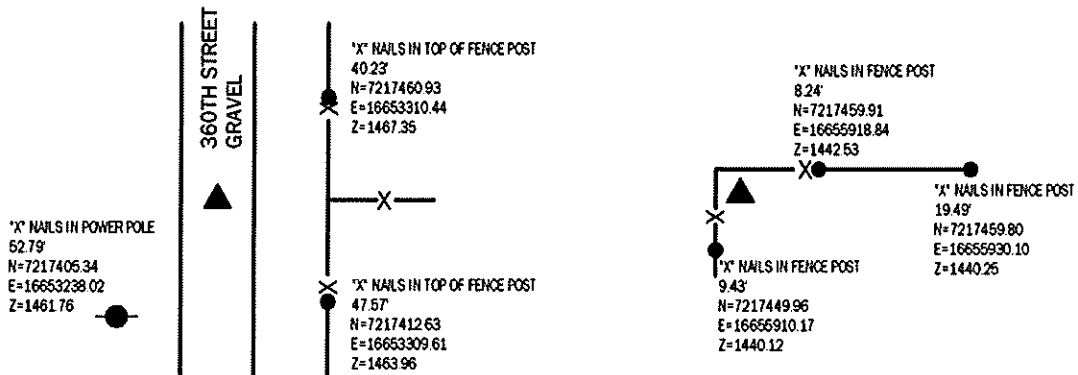 360TH STREET
GRAVEL
"X" NAILS IN TOP OF FENCE POST
40.23'
N=7217460.93
E=16653310.44
Z=1467.35
"X" NAILS IN POWER POLE
52.79'
N=7217405.34
E=16653238.02
Z=1461.76
"X" NAILS IN TOP OF FENCE POST
47.57'
N=7217412.63
E=16653309.61
Z=1463.96
"X" NAILS IN FENCE POST
8.24'
N=7217459.91
E=16655918.84
Z=1442.53
"X" NAILS IN FENCE POST
19.49'
N=7217459.80
E=16655930.10
Z=1440.25
"X" NAILS IN FENCE POST
9.43'
N=7217449.96
E=16655910.17
Z=1440.12